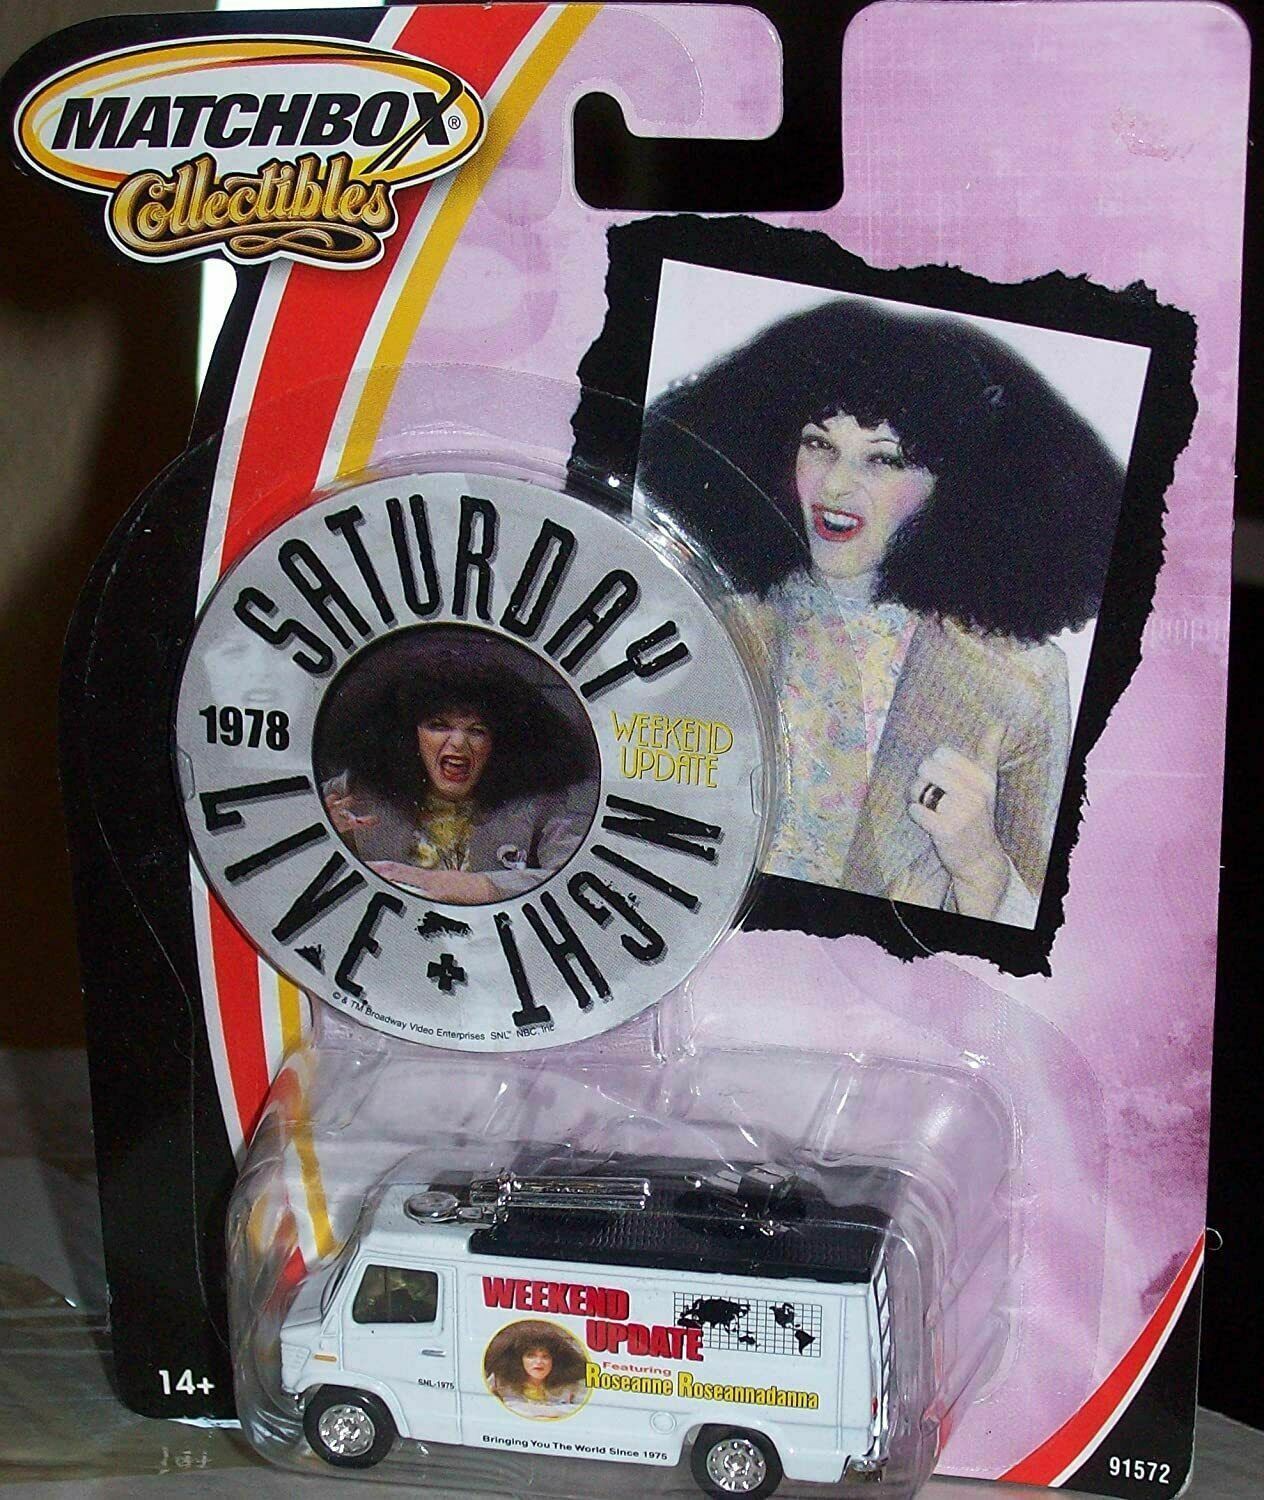 MATCHBOX®
Collectibles
SATURDAY
NIGHT
LIVE
1978
WEEKEND
UPDATE
© & TM Broadway Video Enterprises SNL™ NBC, Inc
WEEKEND
UPDATE
Featuring
Roseanne Roseannadanna
SNL-1975
Bringing You The World Since 1975
14+
91572